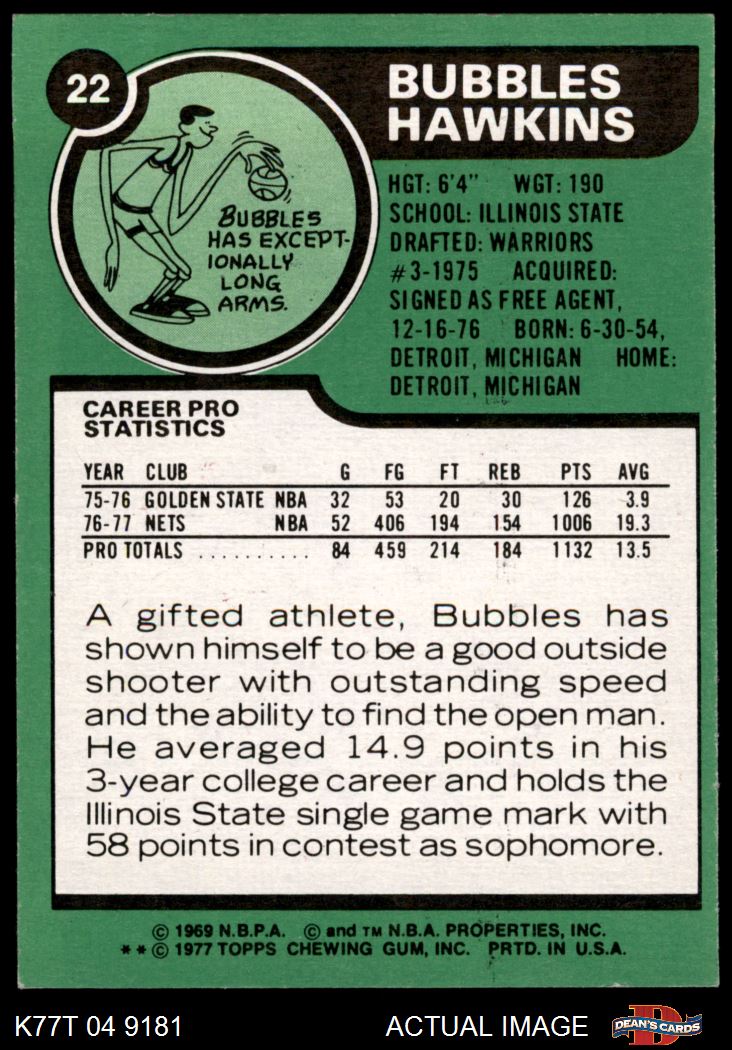 22
BUBBLES
HAWKINS
BUBBLES
HAS EXCEPT-
IONALLY
LONG
ARMS.
HGT: 6'4" WGT: 190
SCHOOL: ILLINOIS STATE
DRAFTED: WARRIORS
#3-1975 ACQUIRED:
SIGNED AS FREE AGENT,
12-16-76 BORN: 6-30-54,
DETROIT, MICHIGAN HOME:
DETROIT, MICHIGAN
CAREER PRO
STATISTICS
YEAR CLUB G FG FT REB PTS AVG
75-76 GOLDEN STATE NBA 32 53 20 30 126 3.9
76-77 NETS NBA 52 406 194 154 1006 19.3
PRO TOTALS .......... 84 459 214 184 1132 13.5
A gifted athlete, Bubbles has
shown himself to be a good outside
shooter with outstanding speed
and the ability to find the open man.
He averaged 14.9 points in his
3-year college career and holds the
Illinois State single game mark with
58 points in contest as sophomore.
© 1969 N.B.P.A. © and TM N.B.A. PROPERTIES, INC.
**© 1977 TOPPS CHEWING GUM, INC. PRTD. IN U.S.A.
K77T 04 9181 ACTUAL IMAGE D DEAN'S CARDS